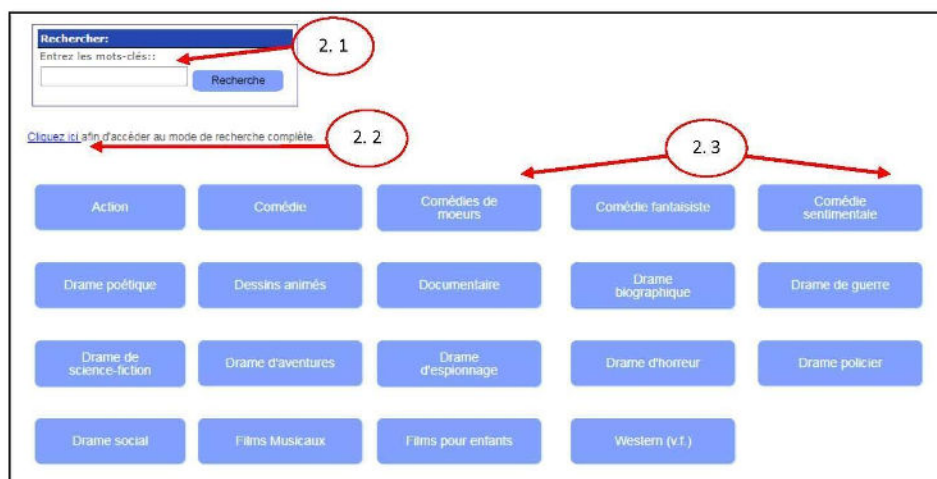 Rechercher:
Entrez les mots-clés::
2. 1
Recherche
Cliquez ici afin d'accéder au mode de recherche complète.
2. 2
2. 3
Action
Comédie
Comédies de
moeurs
Comédie fantaisiste
Comédie
sentimentale
Drame poétique
Dessins animés
Documentaire
Drame
biographique
Drame de guerre
Drame de
science-fiction
Drame d'aventures
Drame
d'espionnage
Drame d'horreur
Drame policier
Drame social
Films Musicaux
Films pour enfants
Western (v.f.)